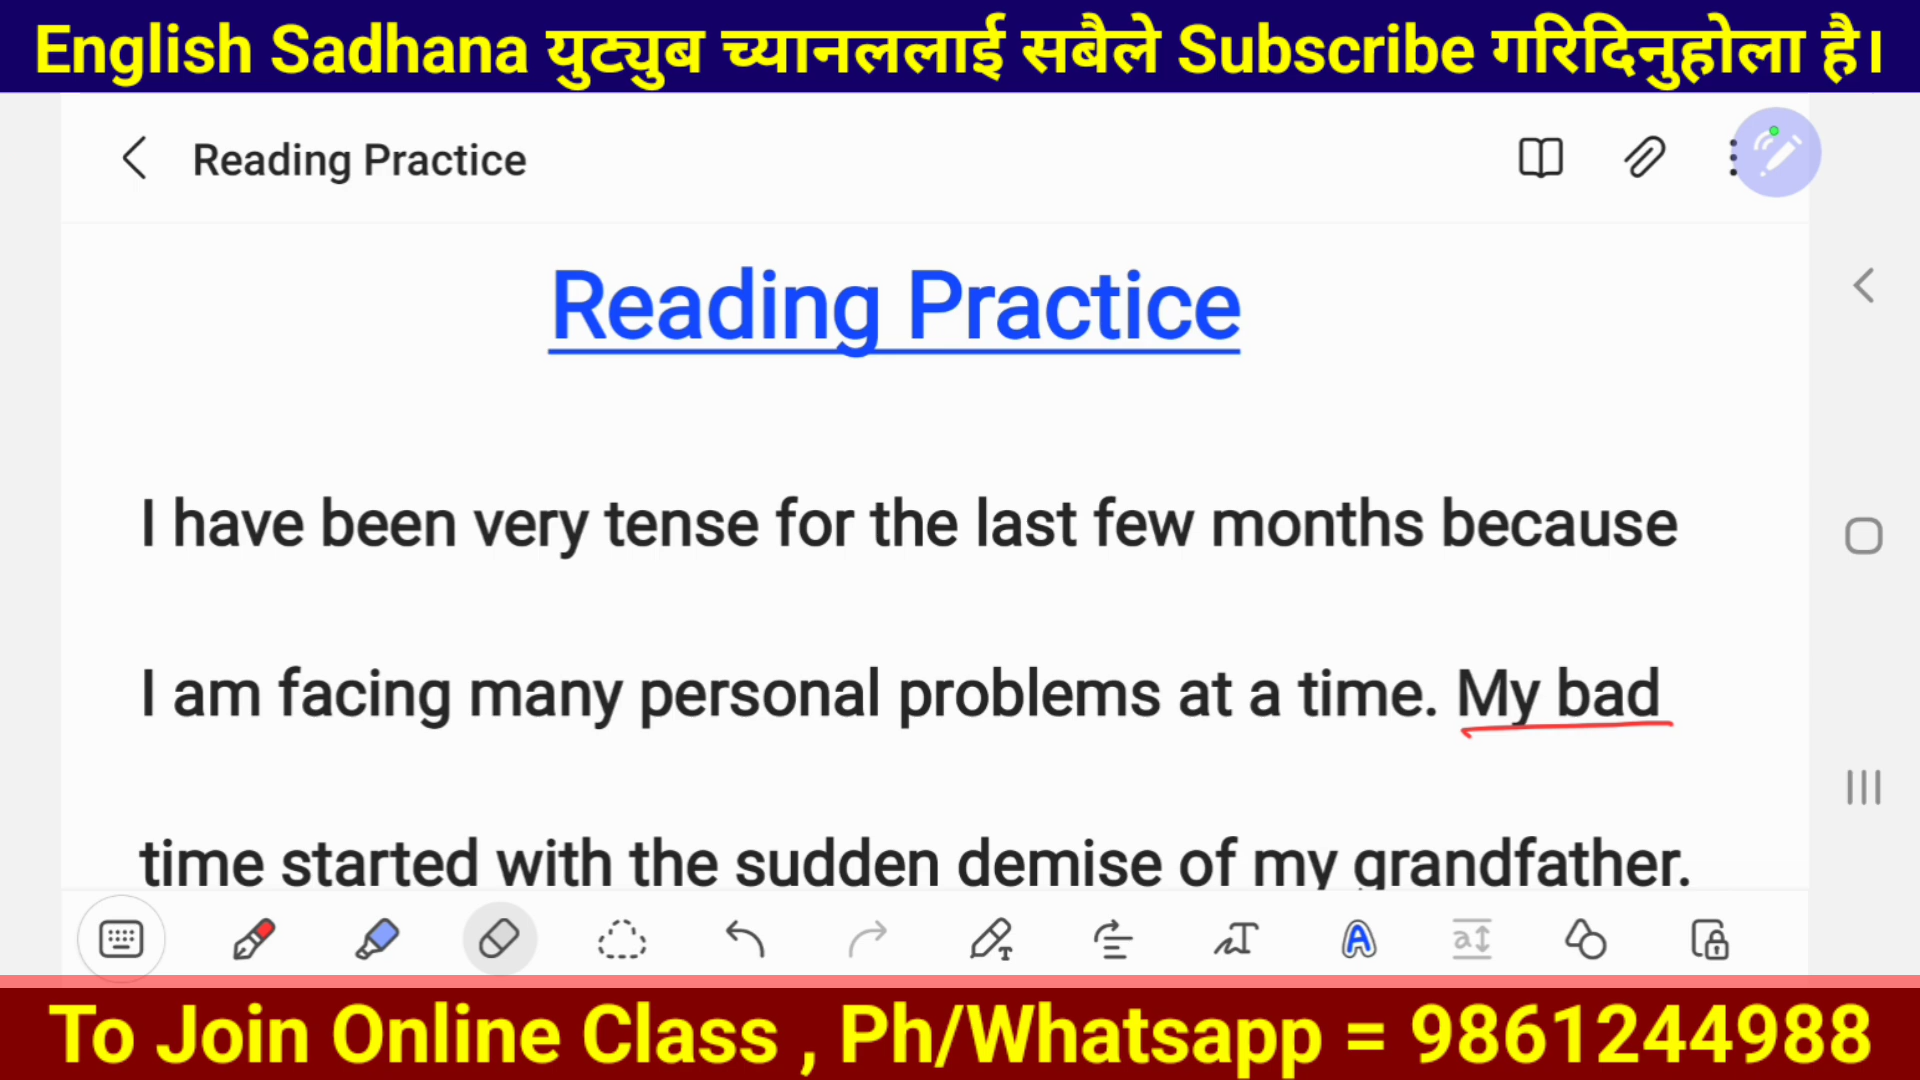 English Sadhana युट्युब च्यानललाई सबैले Subscribe गरिदिनुहोला है।
Reading Practice
Reading Practice
I have been very tense for the last few months because
I am facing many personal problems at a time. My bad
time started with the sudden demise of my grandfather.
To Join Online Class , Ph/Whatsapp = 9861244988